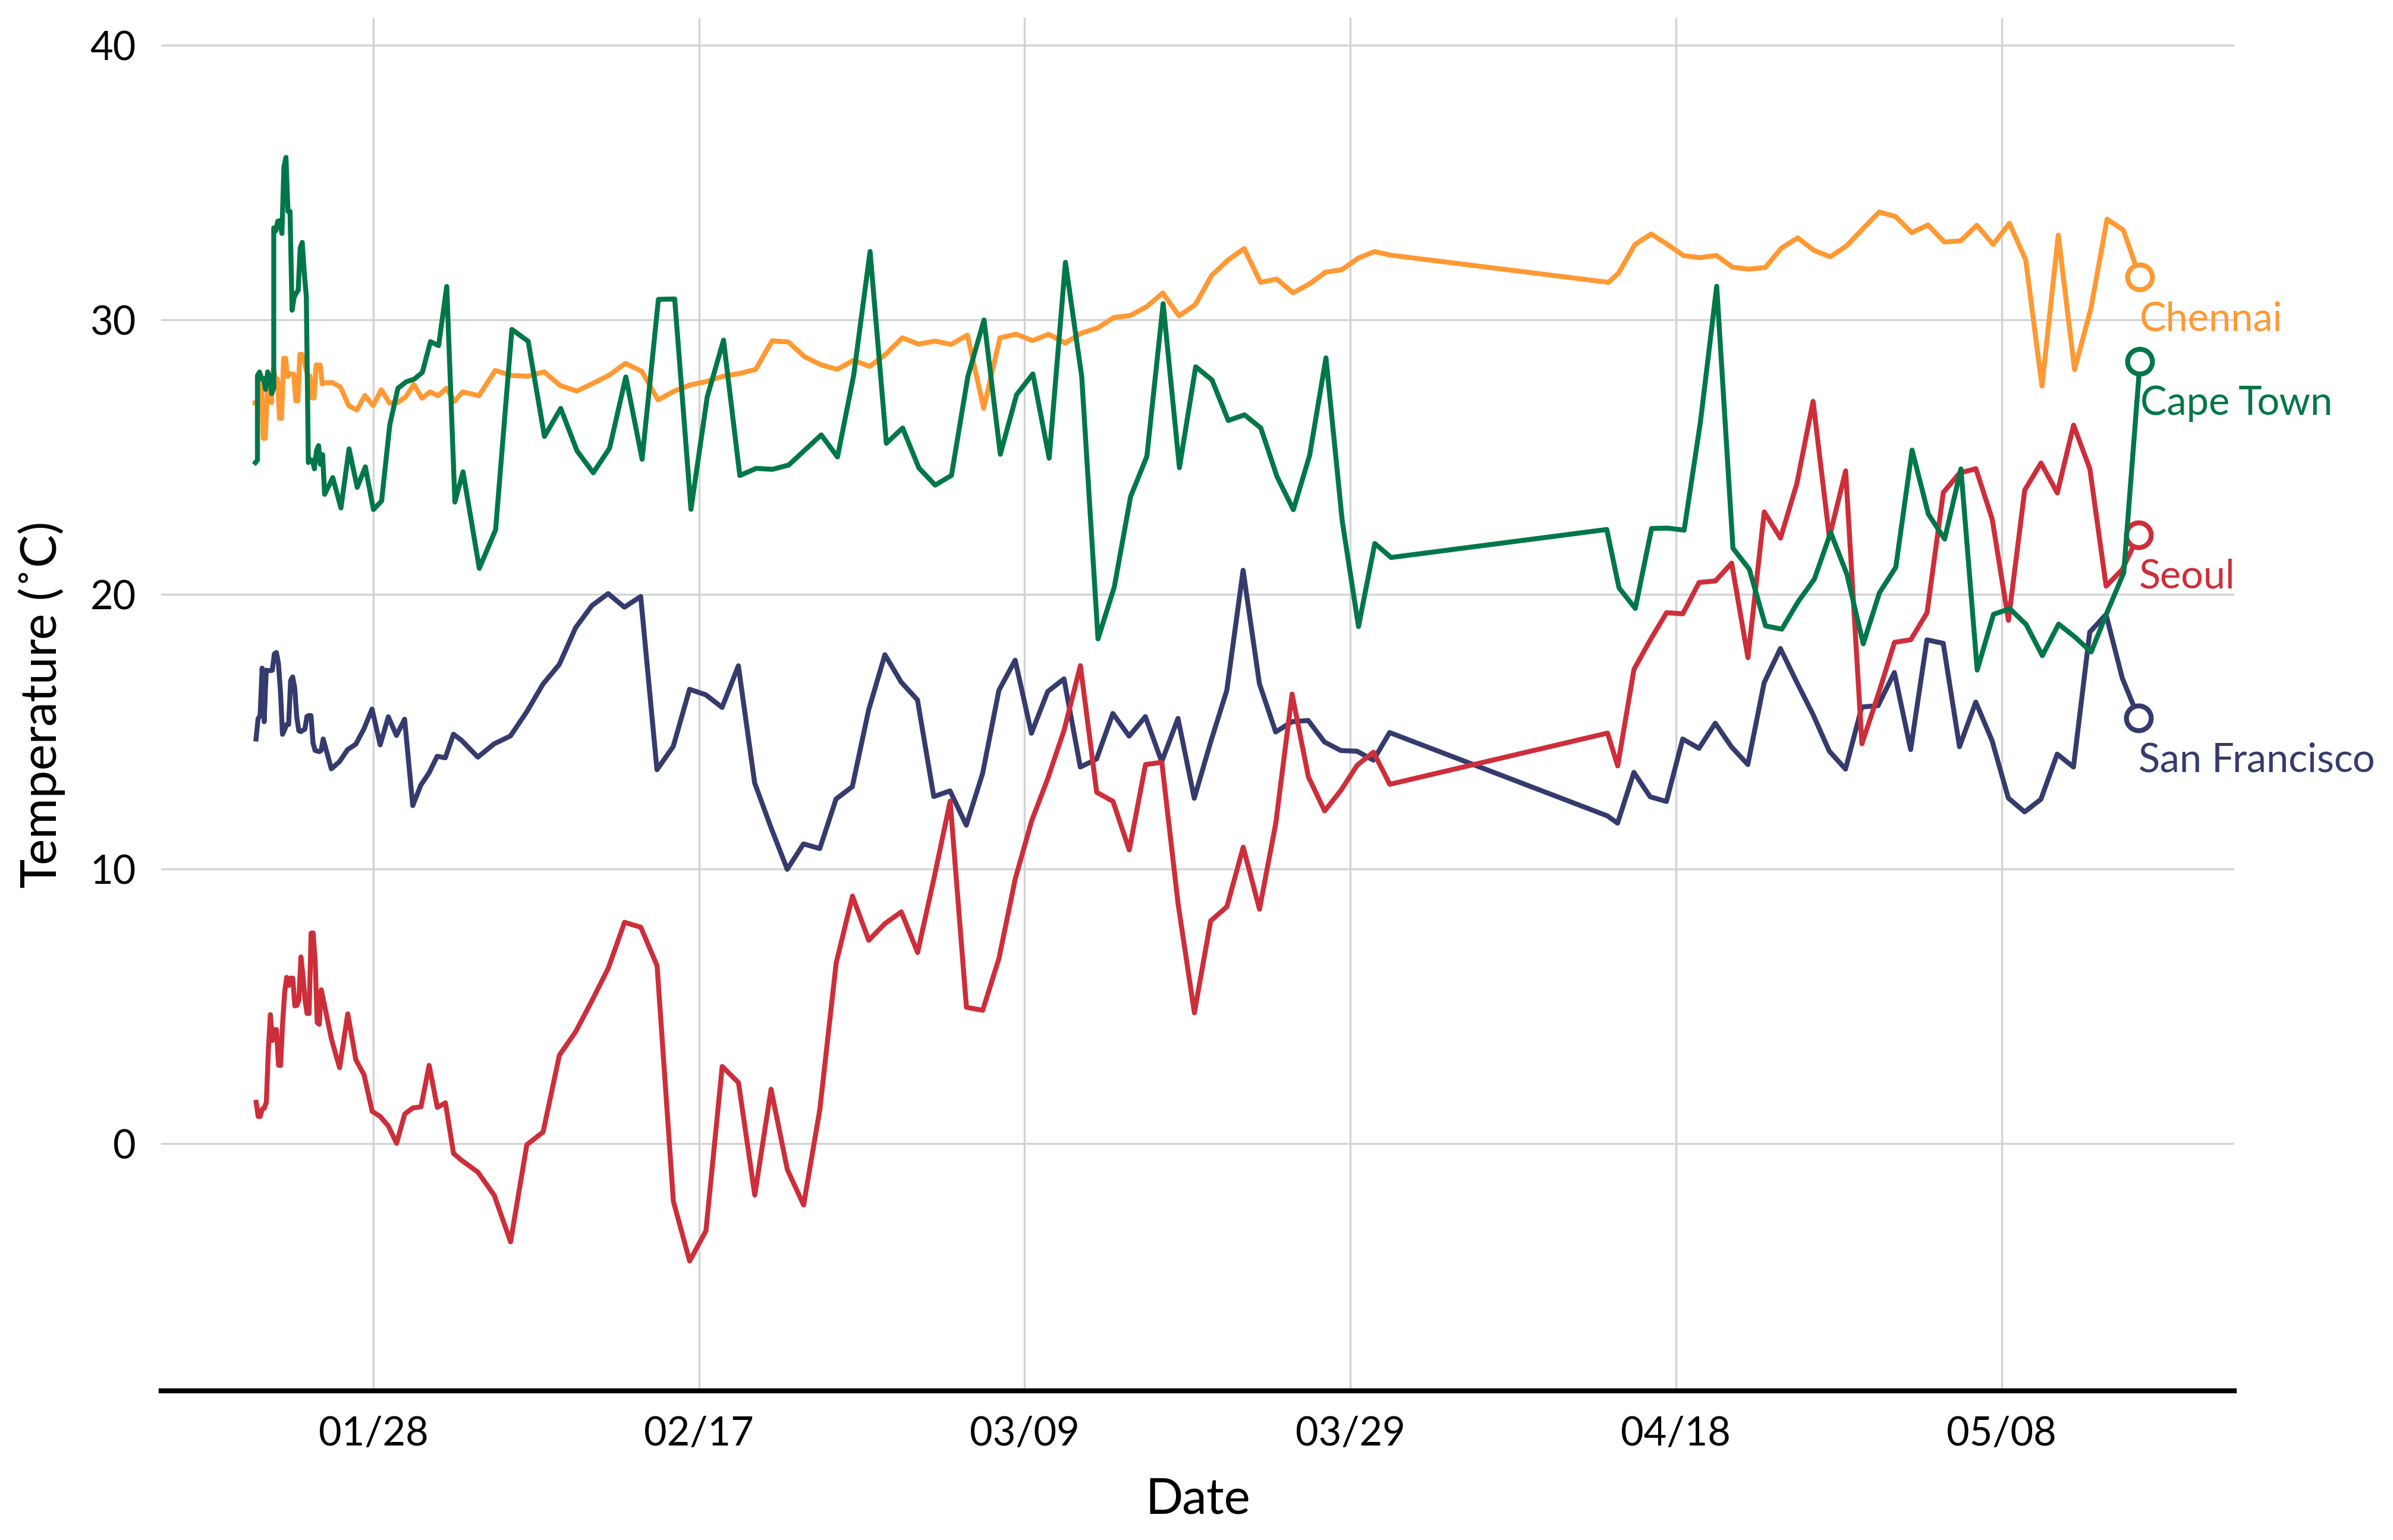 40
30
20
10
0
Temperature (˚C)
Chennai
Cape Town
Seoul
San Francisco
01/28 02/17 03/09 03/29 04/18 05/08
Date